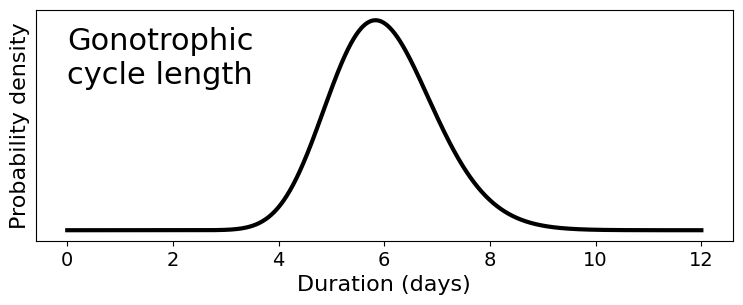 Gonotrophic
cycle length
Probability density
0 2 4 6 8 10 12
Duration (days)